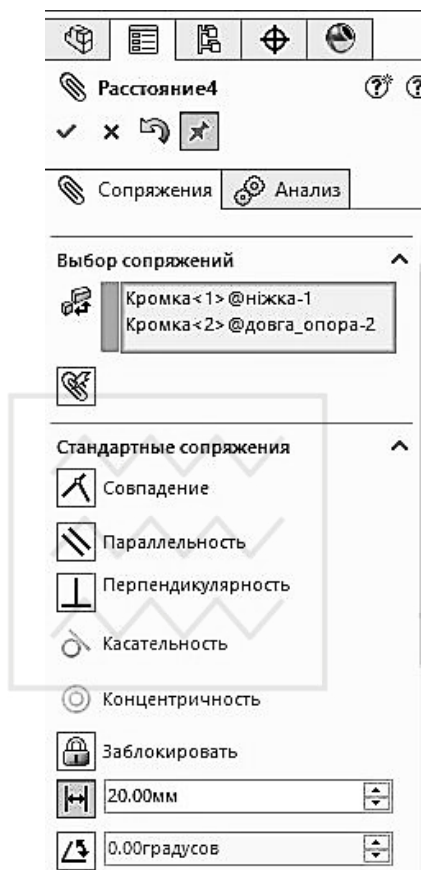 Расстояние4
Сопряжения Анализ
Выбор сопряжений
Кромка<1>@ніжка-1
Кромка<2>@довга_опора-2
Стандартные сопряжения
Совпадение
Параллельность
Перпендикулярность
Касательность
Концентричность
Заблокировать
20.00мм
0.00градусов